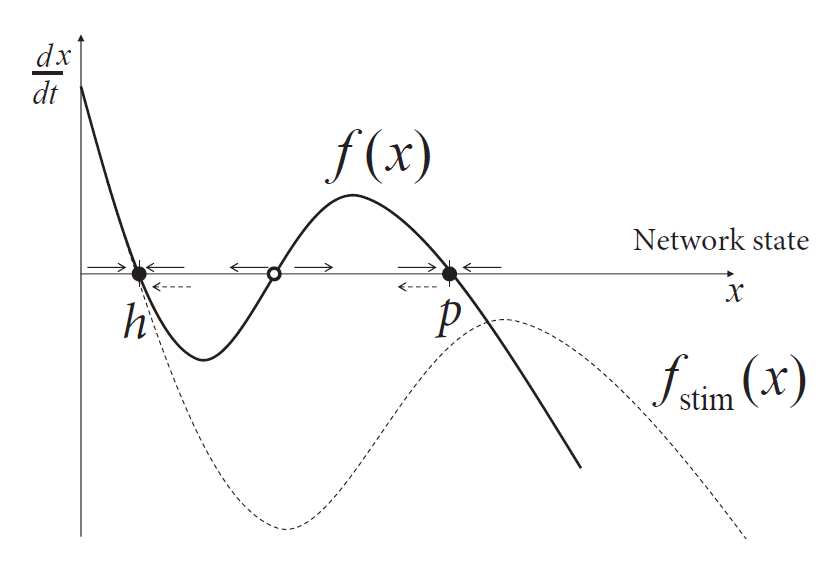 dx
dt
f(x)
Network state
x
h
p
f_stim(x)